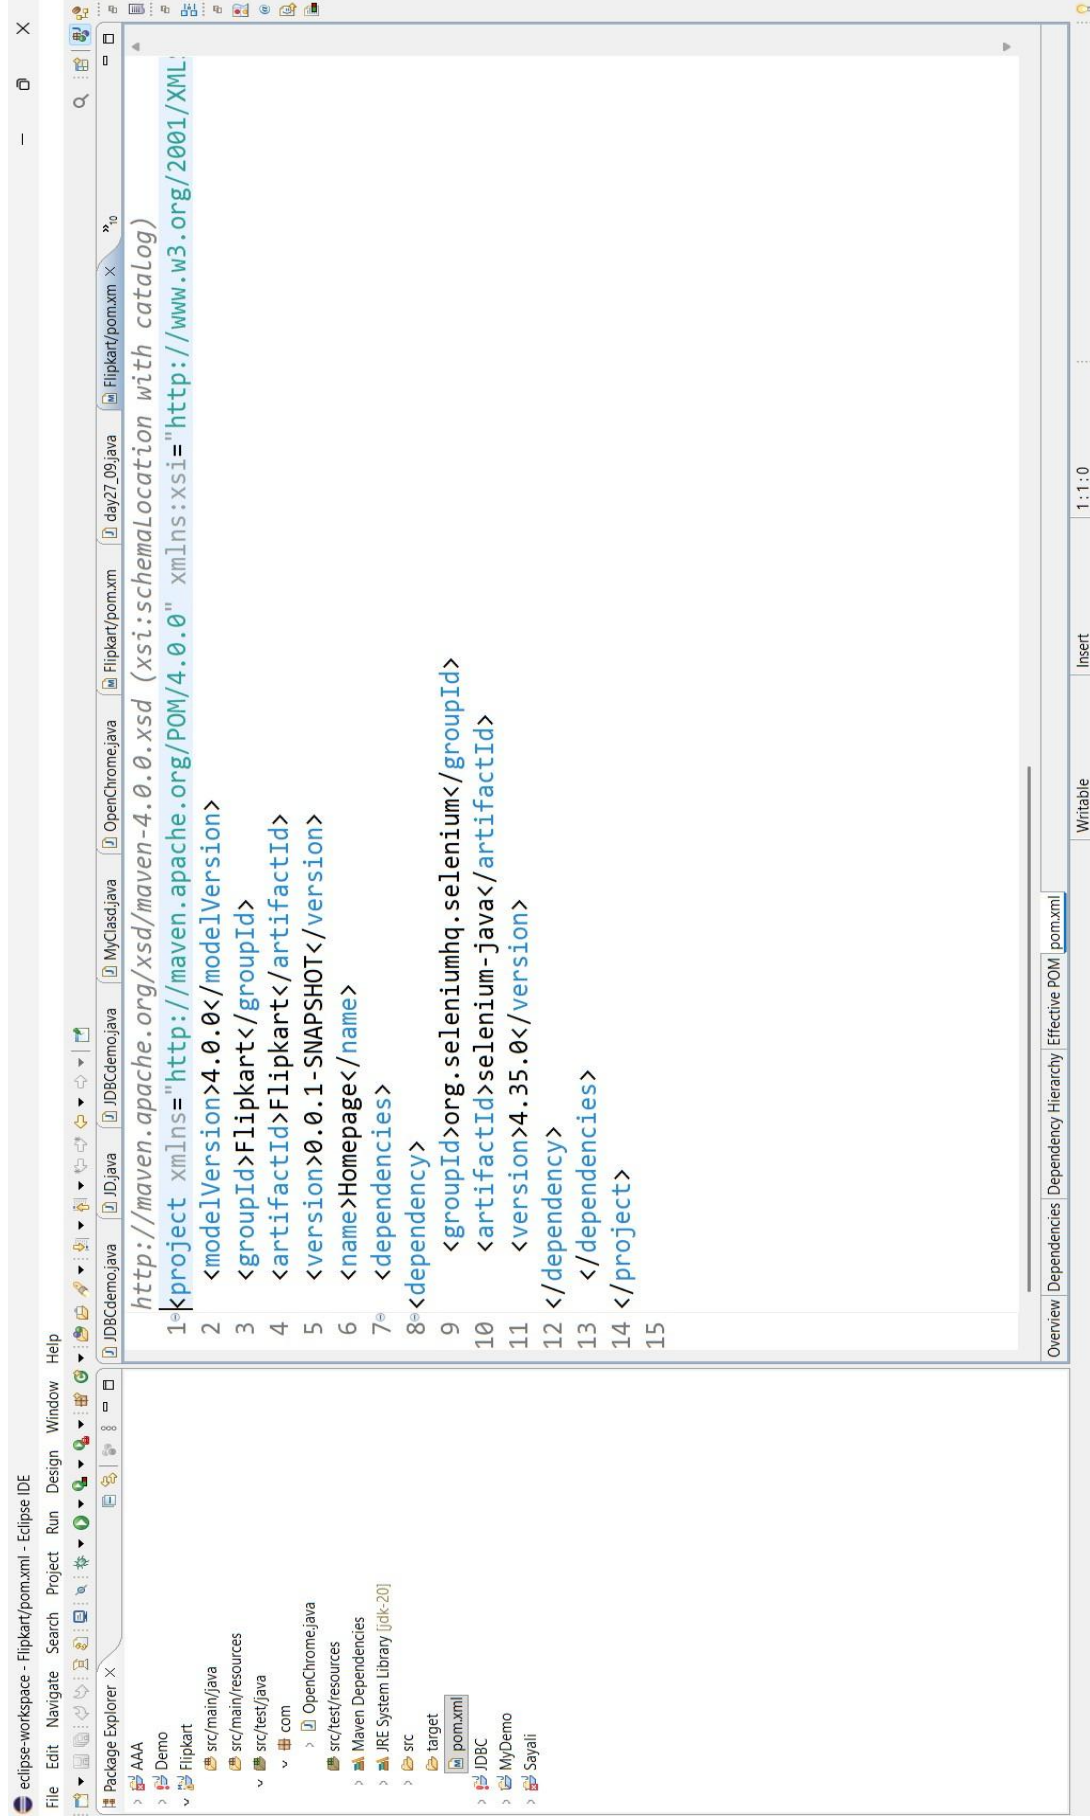 eclipse-workspace - Flipkart/pom.xml - Eclipse IDE
File Edit Navigate Search Project Run Design Window Help
Package Explorer
AAA
Demo
Flipkart
src/main/java
src/main/resources
src/test/java
com
OpenChrome.java
src/test/resources
Maven Dependencies
JRE System Library [jdk-20]
src
target
pom.xml
JDBC
MyDemo
Sayali
JDBCdemo.java JD.java JDBCdemo.java MyClasd.java OpenChrome.java Flipkart/pom.xm day27_09.java Flipkart/pom.xm »10
http://maven.apache.org/xsd/maven-4.0.0.xsd (xsi:schemaLocation with catalog)
1 <project xmlns="http://maven.apache.org/POM/4.0.0" xmlns:xsi="http://www.w3.org/2001/XML
2 <modelVersion>4.0.0</modelVersion>
3 <groupId>Flipkart</groupId>
4 <artifactId>Flipkart</artifactId>
5 <version>0.0.1-SNAPSHOT</version>
6 <name>Homepage</name>
7 <dependencies>
8 <dependency>
9 <groupId>org.seleniumhq.selenium</groupId>
10 <artifactId>selenium-java</artifactId>
11 <version>4.35.0</version>
12 </dependency>
13 </dependencies>
14 </project>
15
Overview Dependencies Dependency Hierarchy Effective POM pom.xml
Writable Insert 1:1:0